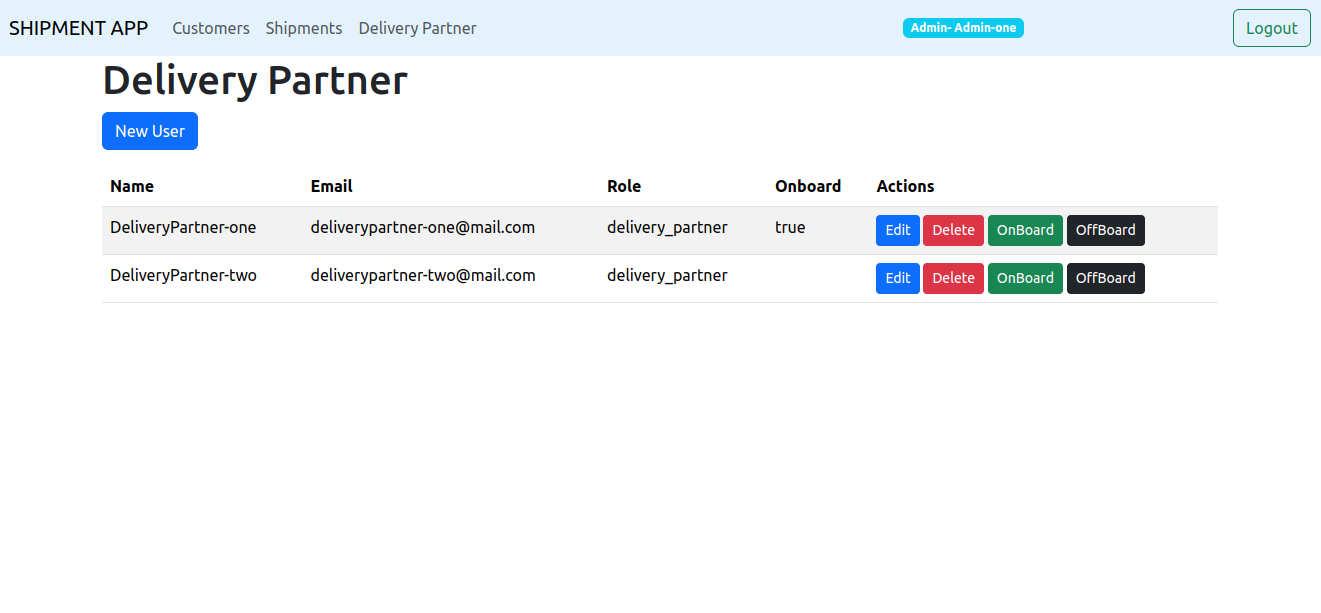 SHIPMENT APP Customers Shipments Delivery Partner Admin- Admin-one Logout
Delivery Partner
New User
Name Email Role Onboard Actions
DeliveryPartner-one deliverypartner-one@mail.com delivery_partner true Edit Delete OnBoard OffBoard
DeliveryPartner-two deliverypartner-two@mail.com delivery_partner Edit Delete OnBoard OffBoard